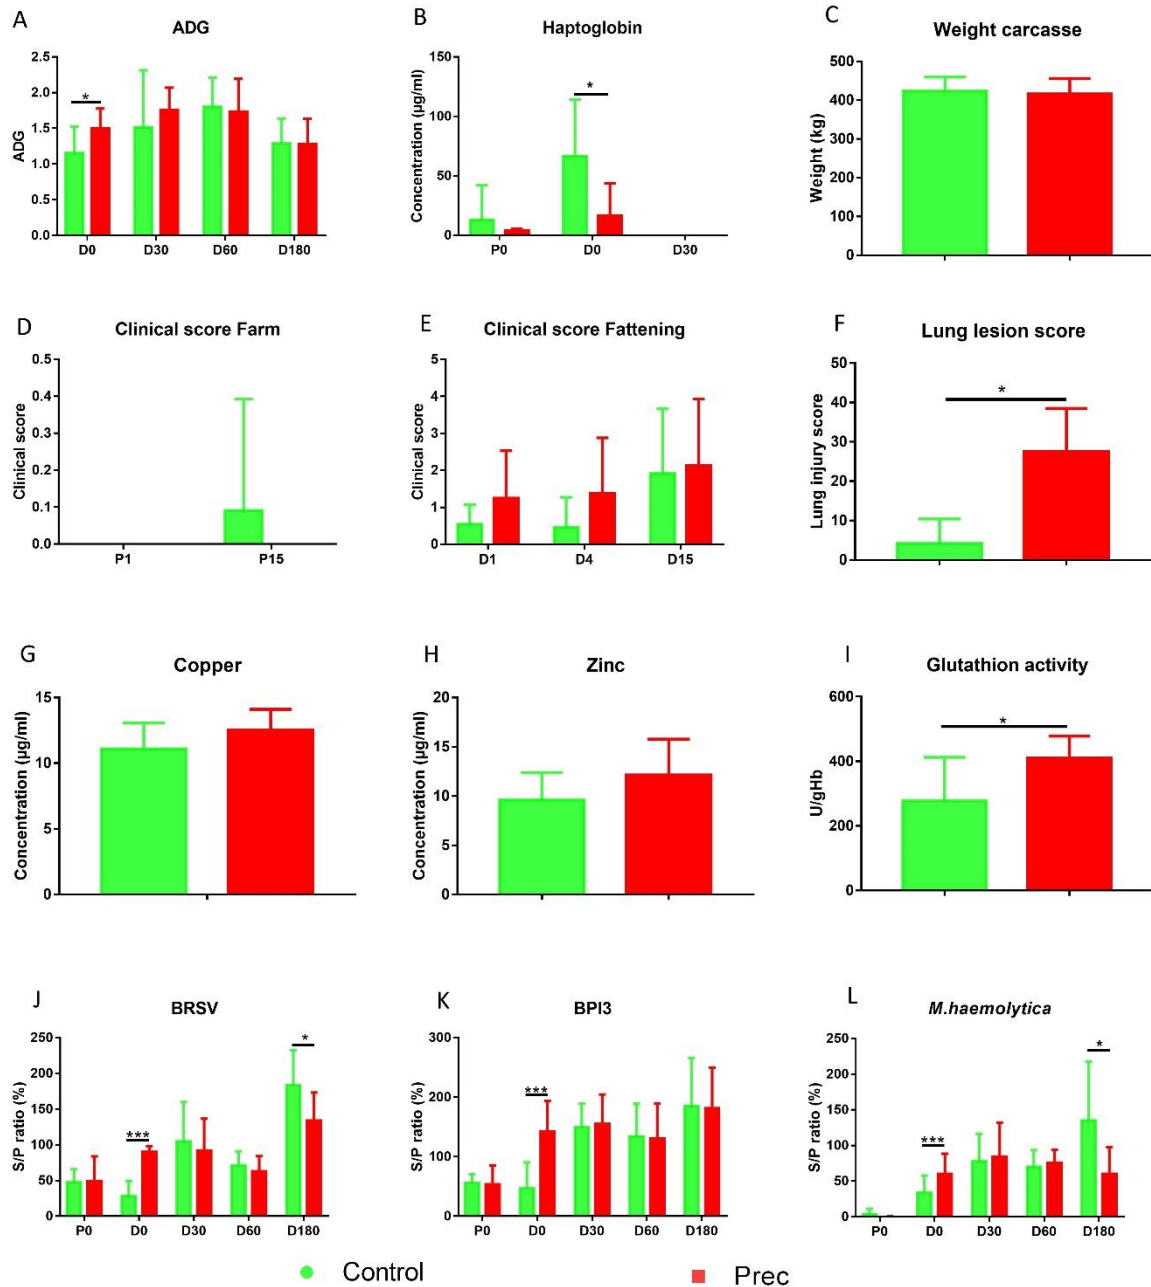 A
ADG
2.5
2.0
1.5
1.0
0.5
0.0
ADG
*
D0 D30 D60 D180
B
Haptoglobin
150
100
50
0
Concentration (µg/ml)
*
P0 D0 D30
C
Weight carcasse
500
400
300
200
100
0
Weight (kg)
D
Clinical score Farm
0.5
0.4
0.3
0.2
0.1
0.0
Clinical score
P1 P15
E
Clinical score Fattening
5
4
3
2
1
0
Clinical score
D1 D4 D15
F
Lung lesion score
50
40
30
20
10
0
Lung injury score
*
G
Copper
15
10
5
0
Concentration (µg/ml)
H
Zinc
20
15
10
5
0
Concentration (µg/ml)
I
Glutathion activity
600
400
200
0
U/gHb
*
J
BRSV
250
200
150
100
50
0
S/P ratio (%)
***
*
P0 D0 D30 D60 D180
K
BPI3
300
200
100
0
S/P ratio (%)
***
P0 D0 D30 D60 D180
L
M.haemolytica
250
200
150
100
50
0
S/P ratio (%)
***
*
P0 D0 D30 D60 D180
Control Prec